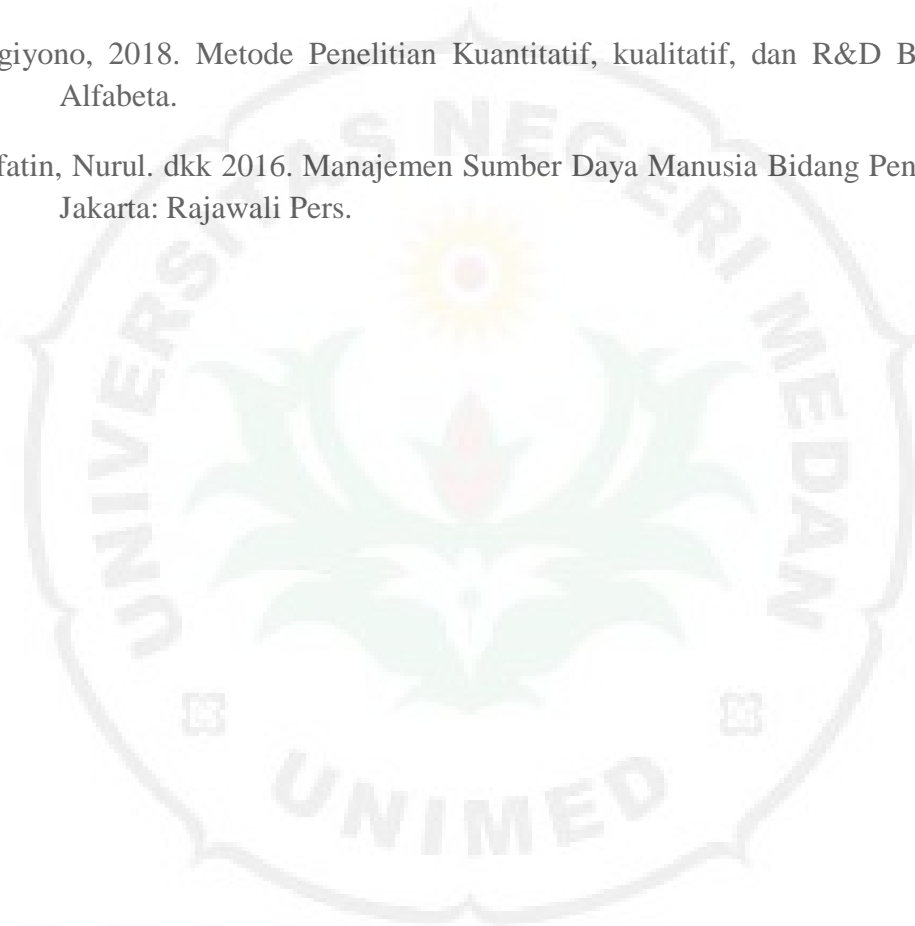 giyono, 2018. Metode Penelitian Kuantitatif, kualitatif, dan R&D B
Alfabeta.
fatin, Nurul. dkk 2016. Manajemen Sumber Daya Manusia Bidang Pen
Jakarta: Rajawali Pers.
UNIVERSITAS NEGERI MEDAN
UNIMED